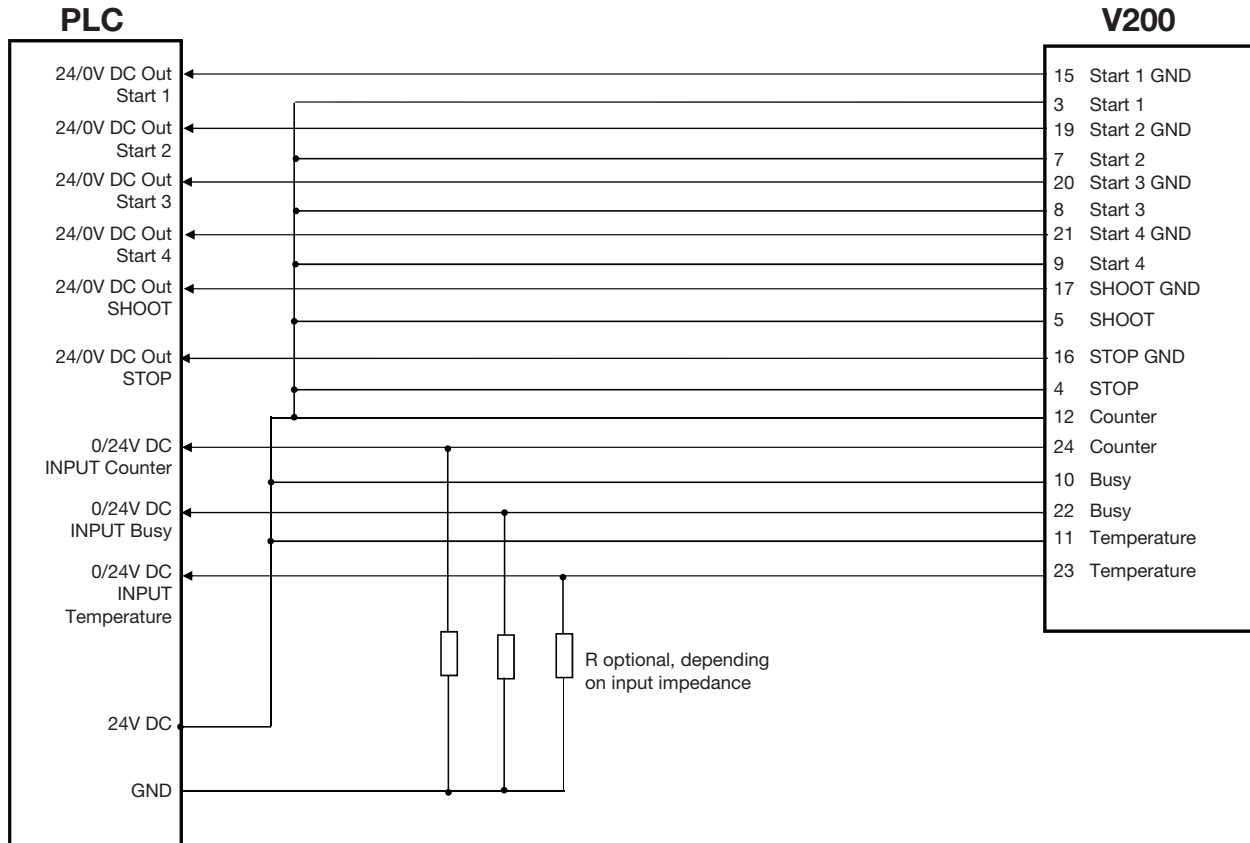 PLC
V200
24/0V DC Out
Start 1
24/0V DC Out
Start 2
24/0V DC Out
Start 3
24/0V DC Out
Start 4
24/0V DC Out
SHOOT
24/0V DC Out
STOP
0/24V DC
INPUT Counter
0/24V DC
INPUT Busy
0/24V DC
INPUT
Temperature
24V DC
GND
R optional, depending
on input impedance
15 Start 1 GND
3 Start 1
19 Start 2 GND
7 Start 2
20 Start 3 GND
8 Start 3
21 Start 4 GND
9 Start 4
17 SHOOT GND
5 SHOOT
16 STOP GND
4 STOP
12 Counter
24 Counter
10 Busy
22 Busy
11 Temperature
23 Temperature